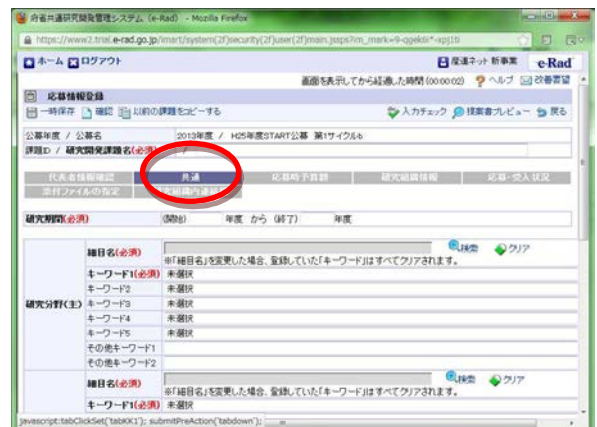 府省共通研究開発管理システム (e-Rad) - Mozilla Firefox
ホーム ログアウト
産連ネット 新事業 e-Rad
画面を表示してから経過した時間 (00:00:02) ヘルプ 改善要望
応募情報登録
一時保存 確認 以前の課題をコピーする 入力チェック 提案書プレビュー 戻る
公募年度 / 公募名 2013年度 / H25年度START公募 第1サイクルb
課題ID / 研究開発課題名(必須) /
代表者情報確認 共通 応募時予算額 研究組織情報 応募・受入状況
添付ファイルの指定
研究期間(必須) (開始) 年度 から (終了) 年度
細目名(必須) 検索 クリア
※「細目名」を変更した場合、登録していた「キーワード」はすべてクリアされます。
キーワード1(必須) 未選択
キーワード2 未選択
研究分野(主) キーワード3 未選択
キーワード4 未選択
キーワード5 未選択
その他キーワード1
その他キーワード2
細目名(必須) 検索 クリア
※「細目名」を変更した場合、登録していた「キーワード」はすべてクリアされます。
キーワード1(必須) 未選択
javascript:tabClickSet('tabKK1'); submitPreAction('tabdown');